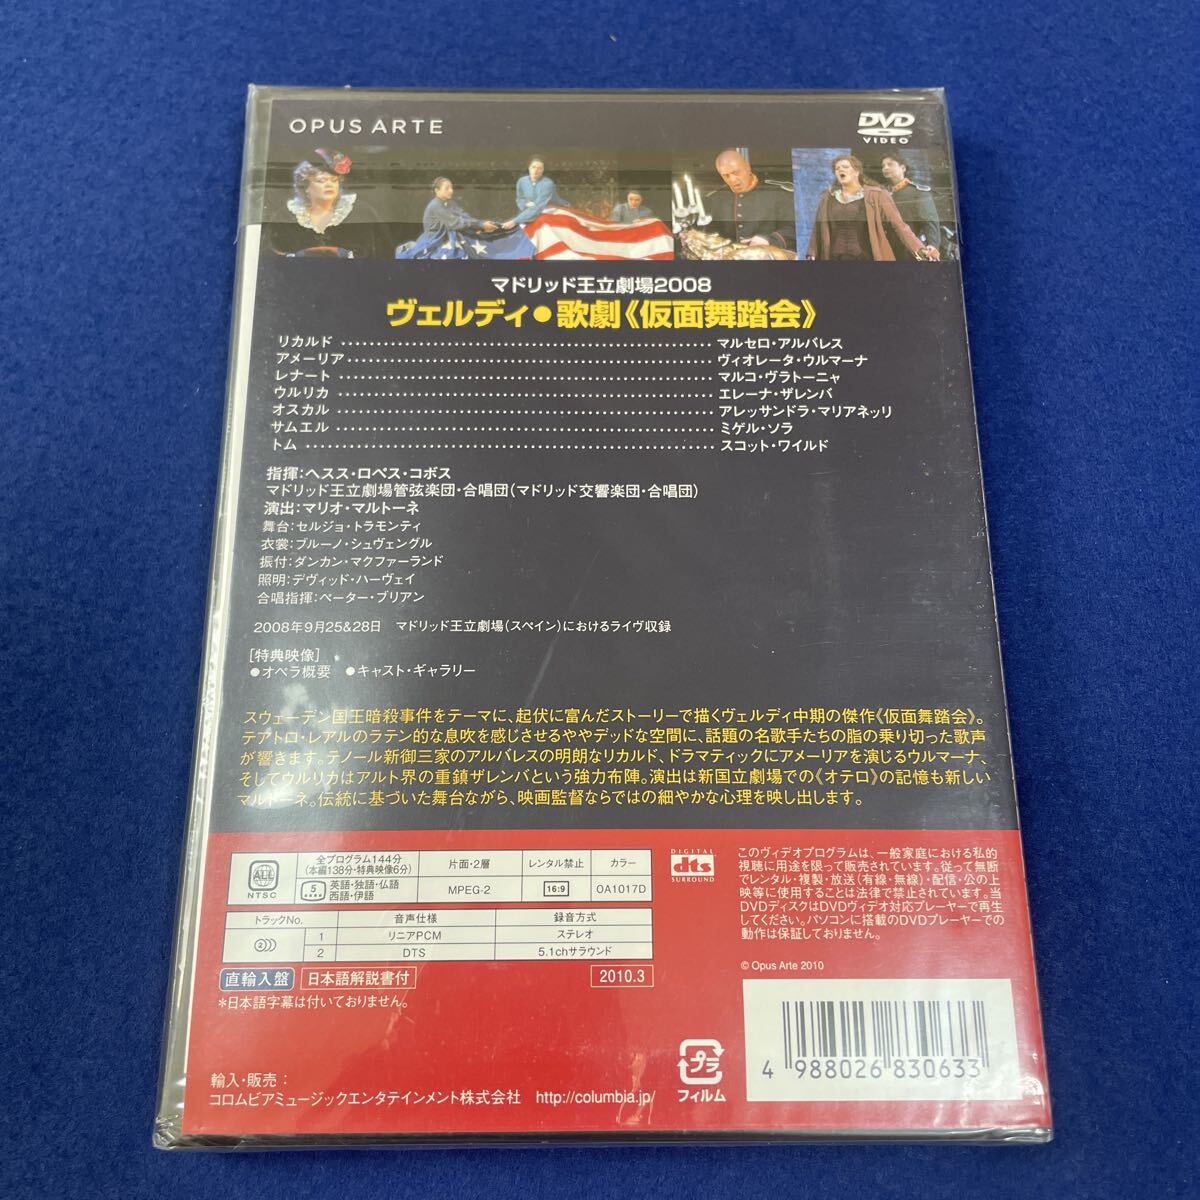 OPUS ARTE
DVD
VIDEO
マドリッド王立劇場2008
ヴェルディ●歌劇《仮面舞踏会》
リカルド マルセロ・アルバレス
アメーリア ヴィオレータ・ウルマーナ
レナート マルコ・ヴラトーニャ
ウルリカ エレーナ・ザレンバ
オスカル アレッサンドラ・マリアネッリ
サムエル ミゲル・ソラ
トム スコット・ワイルド
指揮:ヘスス・ロペス・コボス
マドリッド王立劇場管弦楽団・合唱団(マドリッド交響楽団・合唱団)
演出:マリオ・マルトーネ
舞台:セルジョ・トラモンティ
衣裳:ブルーノ・シュヴェングル
振付:ダンカン・マクファーランド
照明:デヴィッド・ハーヴェイ
合唱指揮:ペーター・ブリアン
2008年9月25&28日 マドリッド王立劇場(スペイン)におけるライヴ収録
[特典映像]
●オペラ概要 ●キャスト・ギャラリー
スウェーデン国王暗殺事件をテーマに、起伏に富んだストーリーで描くヴェルディ中期の傑作《仮面舞踏会》。
テアトロ・レアルのラテン的な息吹を感じさせるややデッドな空間に、話題の名歌手たちの脂の乗り切った歌声
が響きます。テノール新御三家のアルバレスの明朗なリカルド、ドラマティックにアメーリアを演じるウルマーナ、
そしてウルリカはアルト界の重鎮ザレンバという強力布陣。演出は新国立劇場での《オテロ》の記憶も新しい
マルトーネ。伝統に基づいた舞台ながら、映画監督ならではの細やかな心理を映し出します。
ALL
NTSC
全プログラム144分
(本編138分・特典映像6分)
片面・2層
レンタル禁止
カラー
5
英語・独語・仏語
西語・伊語
MPEG-2
16:9
OA1017D
トラックNo.
音声仕様
録音方式
2
1 リニアPCM ステレオ
2 DTS 5.1chサラウンド
DIGITAL
dts
SURROUND
このヴィデオプログラムは、一般家庭における私的
視聴に用途を限って販売されています。従って無断
でレンタル・複製・放送(有線・無線)・配信・公の上
映等に使用することは法律で禁止されています。当
DVDディスクはDVDヴィデオ対応プレーヤーで再生
してください。パソコンに搭載のDVDプレーヤーでの
動作は保証しておりません。
© Opus Arte 2010
直輸入盤 日本語解説書付
2010.3
*日本語字幕は付いておりません。
輸入・販売:
コロムビアミュージックエンタテインメント株式会社 http://columbia.jp/
プラ
フィルム
4 988026 830633